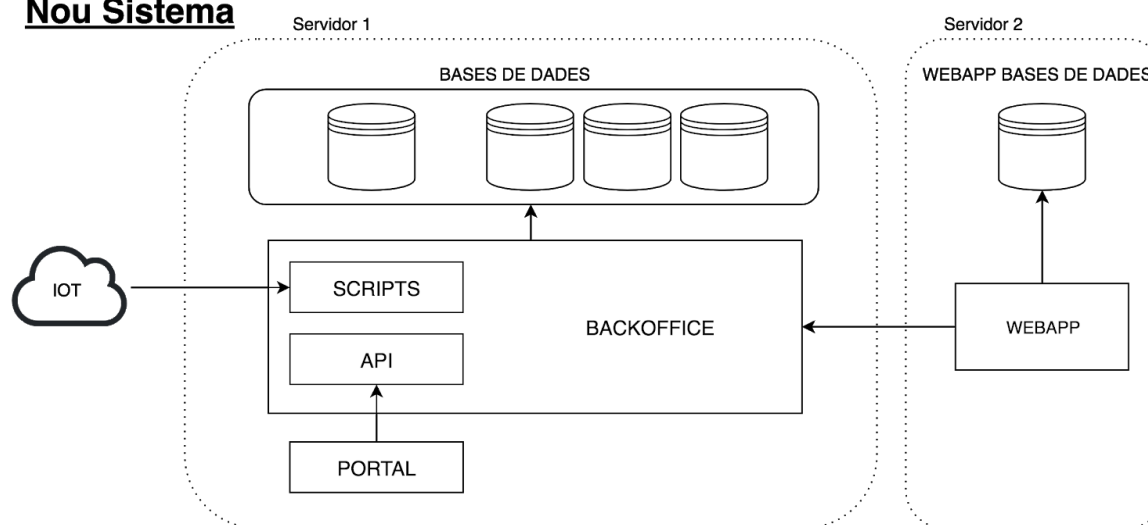 Nou Sistema
Servidor 1
Servidor 2
BASES DE DADES
WEBAPP BASES DE DADES
IOT
SCRIPTS
BACKOFFICE
WEBAPP
API
PORTAL